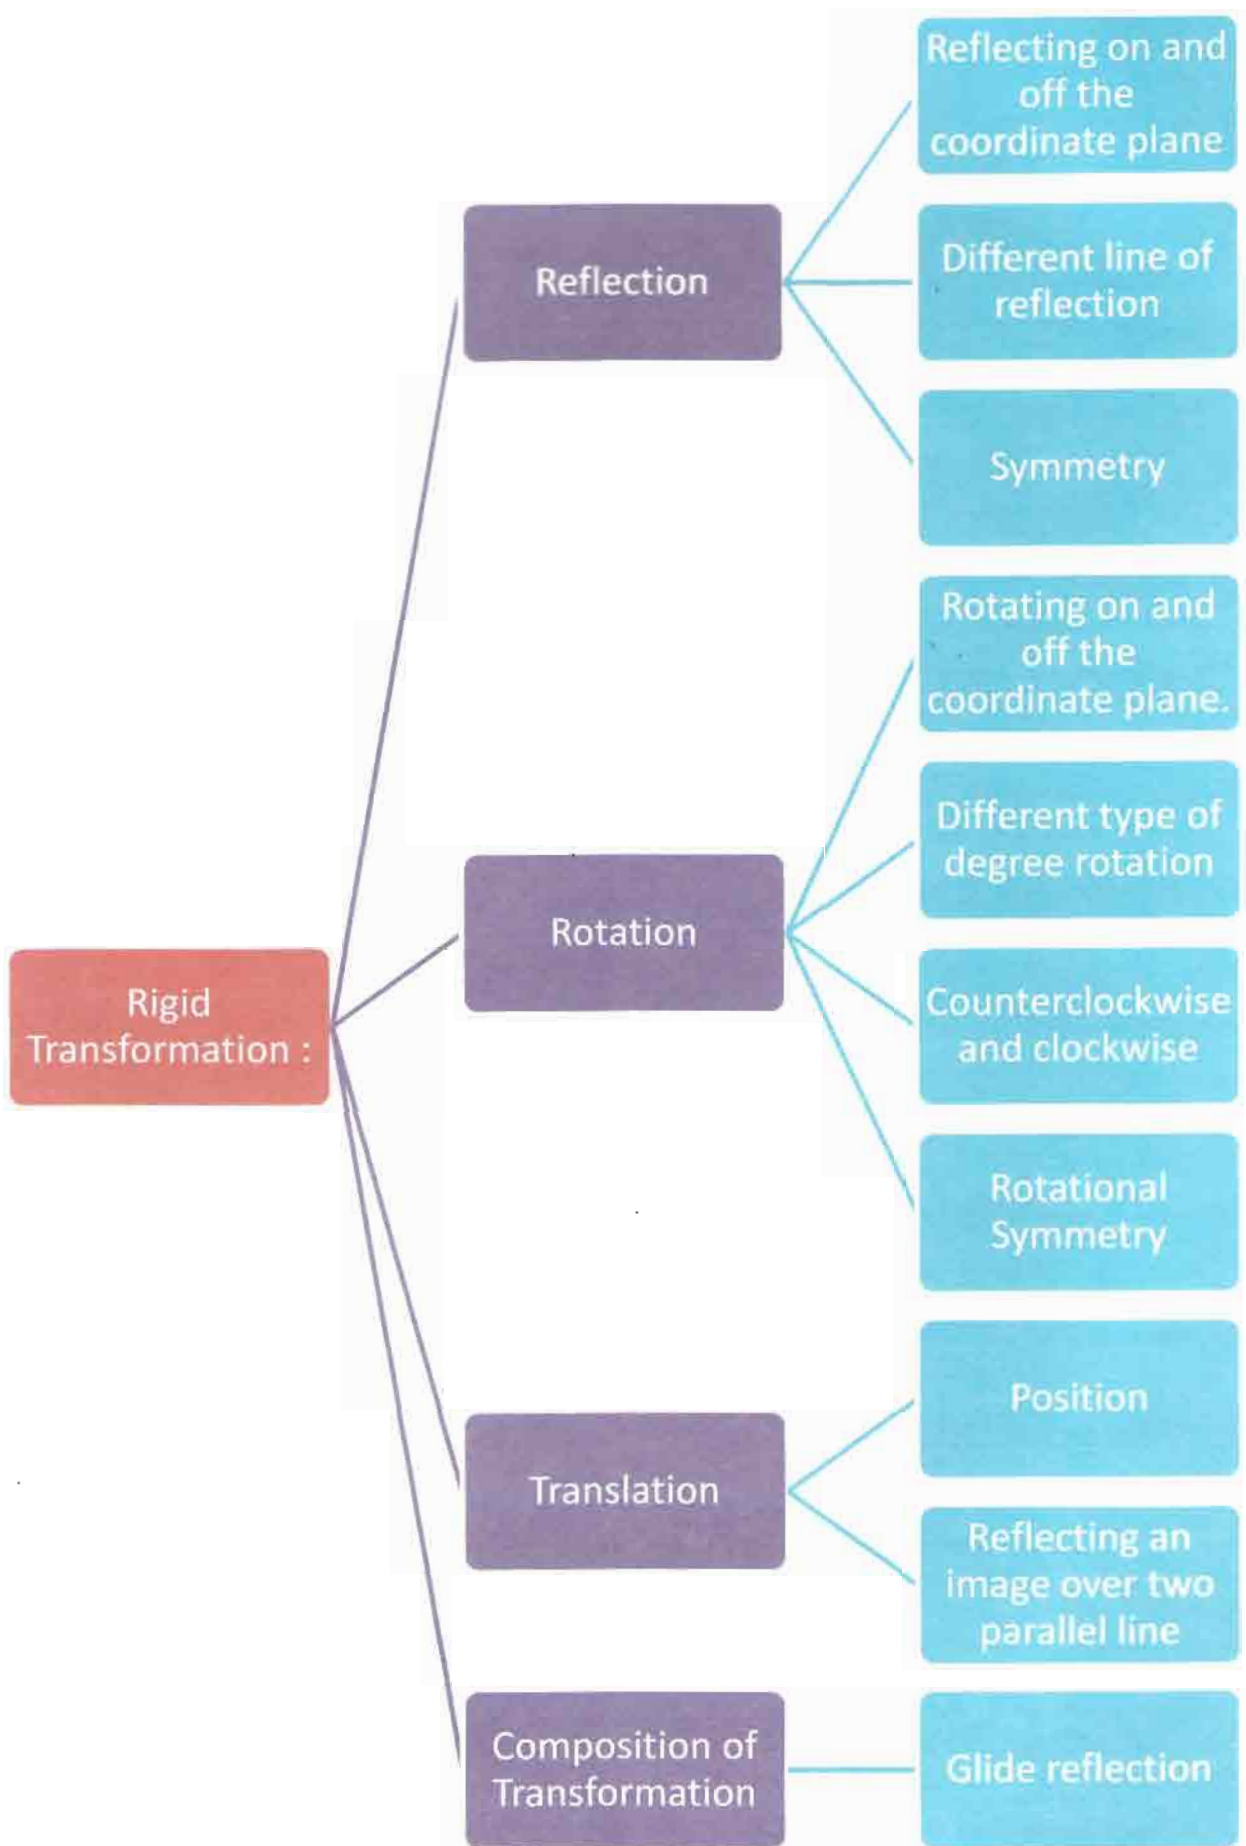 Reflecting on and
off the
coordinate plane
Reflection
Different line of
reflection
Symmetry
Rotating on and
off the
coordinate plane.
Different type of
degree rotation
Rotation
Rigid
Transformation :
Counterclockwise
and clockwise
Rotational
Symmetry
Position
Translation
Reflecting an
image over two
parallel line
Composition of
Transformation
Glide reflection